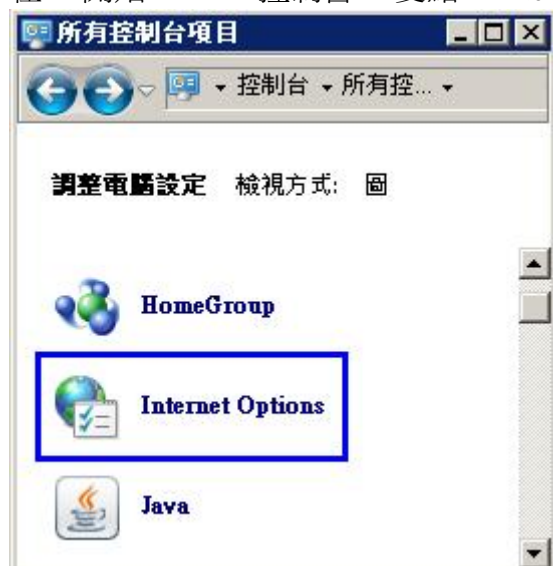 所有控制台項目
控制台 所有控...
調整電腦設定 檢視方式: 圖
HomeGroup
Internet Options
Java